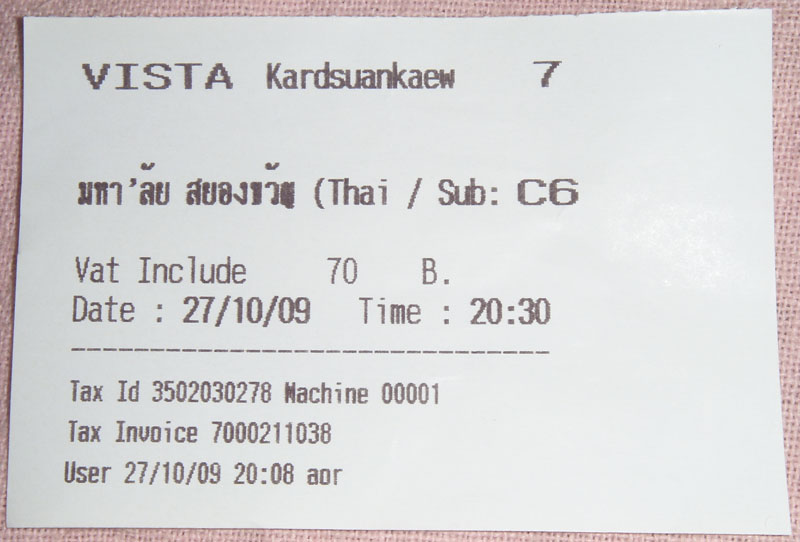 VISTA Kardsuankaew 7
มหา'ลัย สยองขวัญ (Thai / Sub: C6
Vat Include 70 B.
Date : 27/10/09 Time : 20:30
--------------------------------
Tax Id 3502030278 Machine 00001
Tax Invoice 7000211038
User 27/10/09 20:08 aor